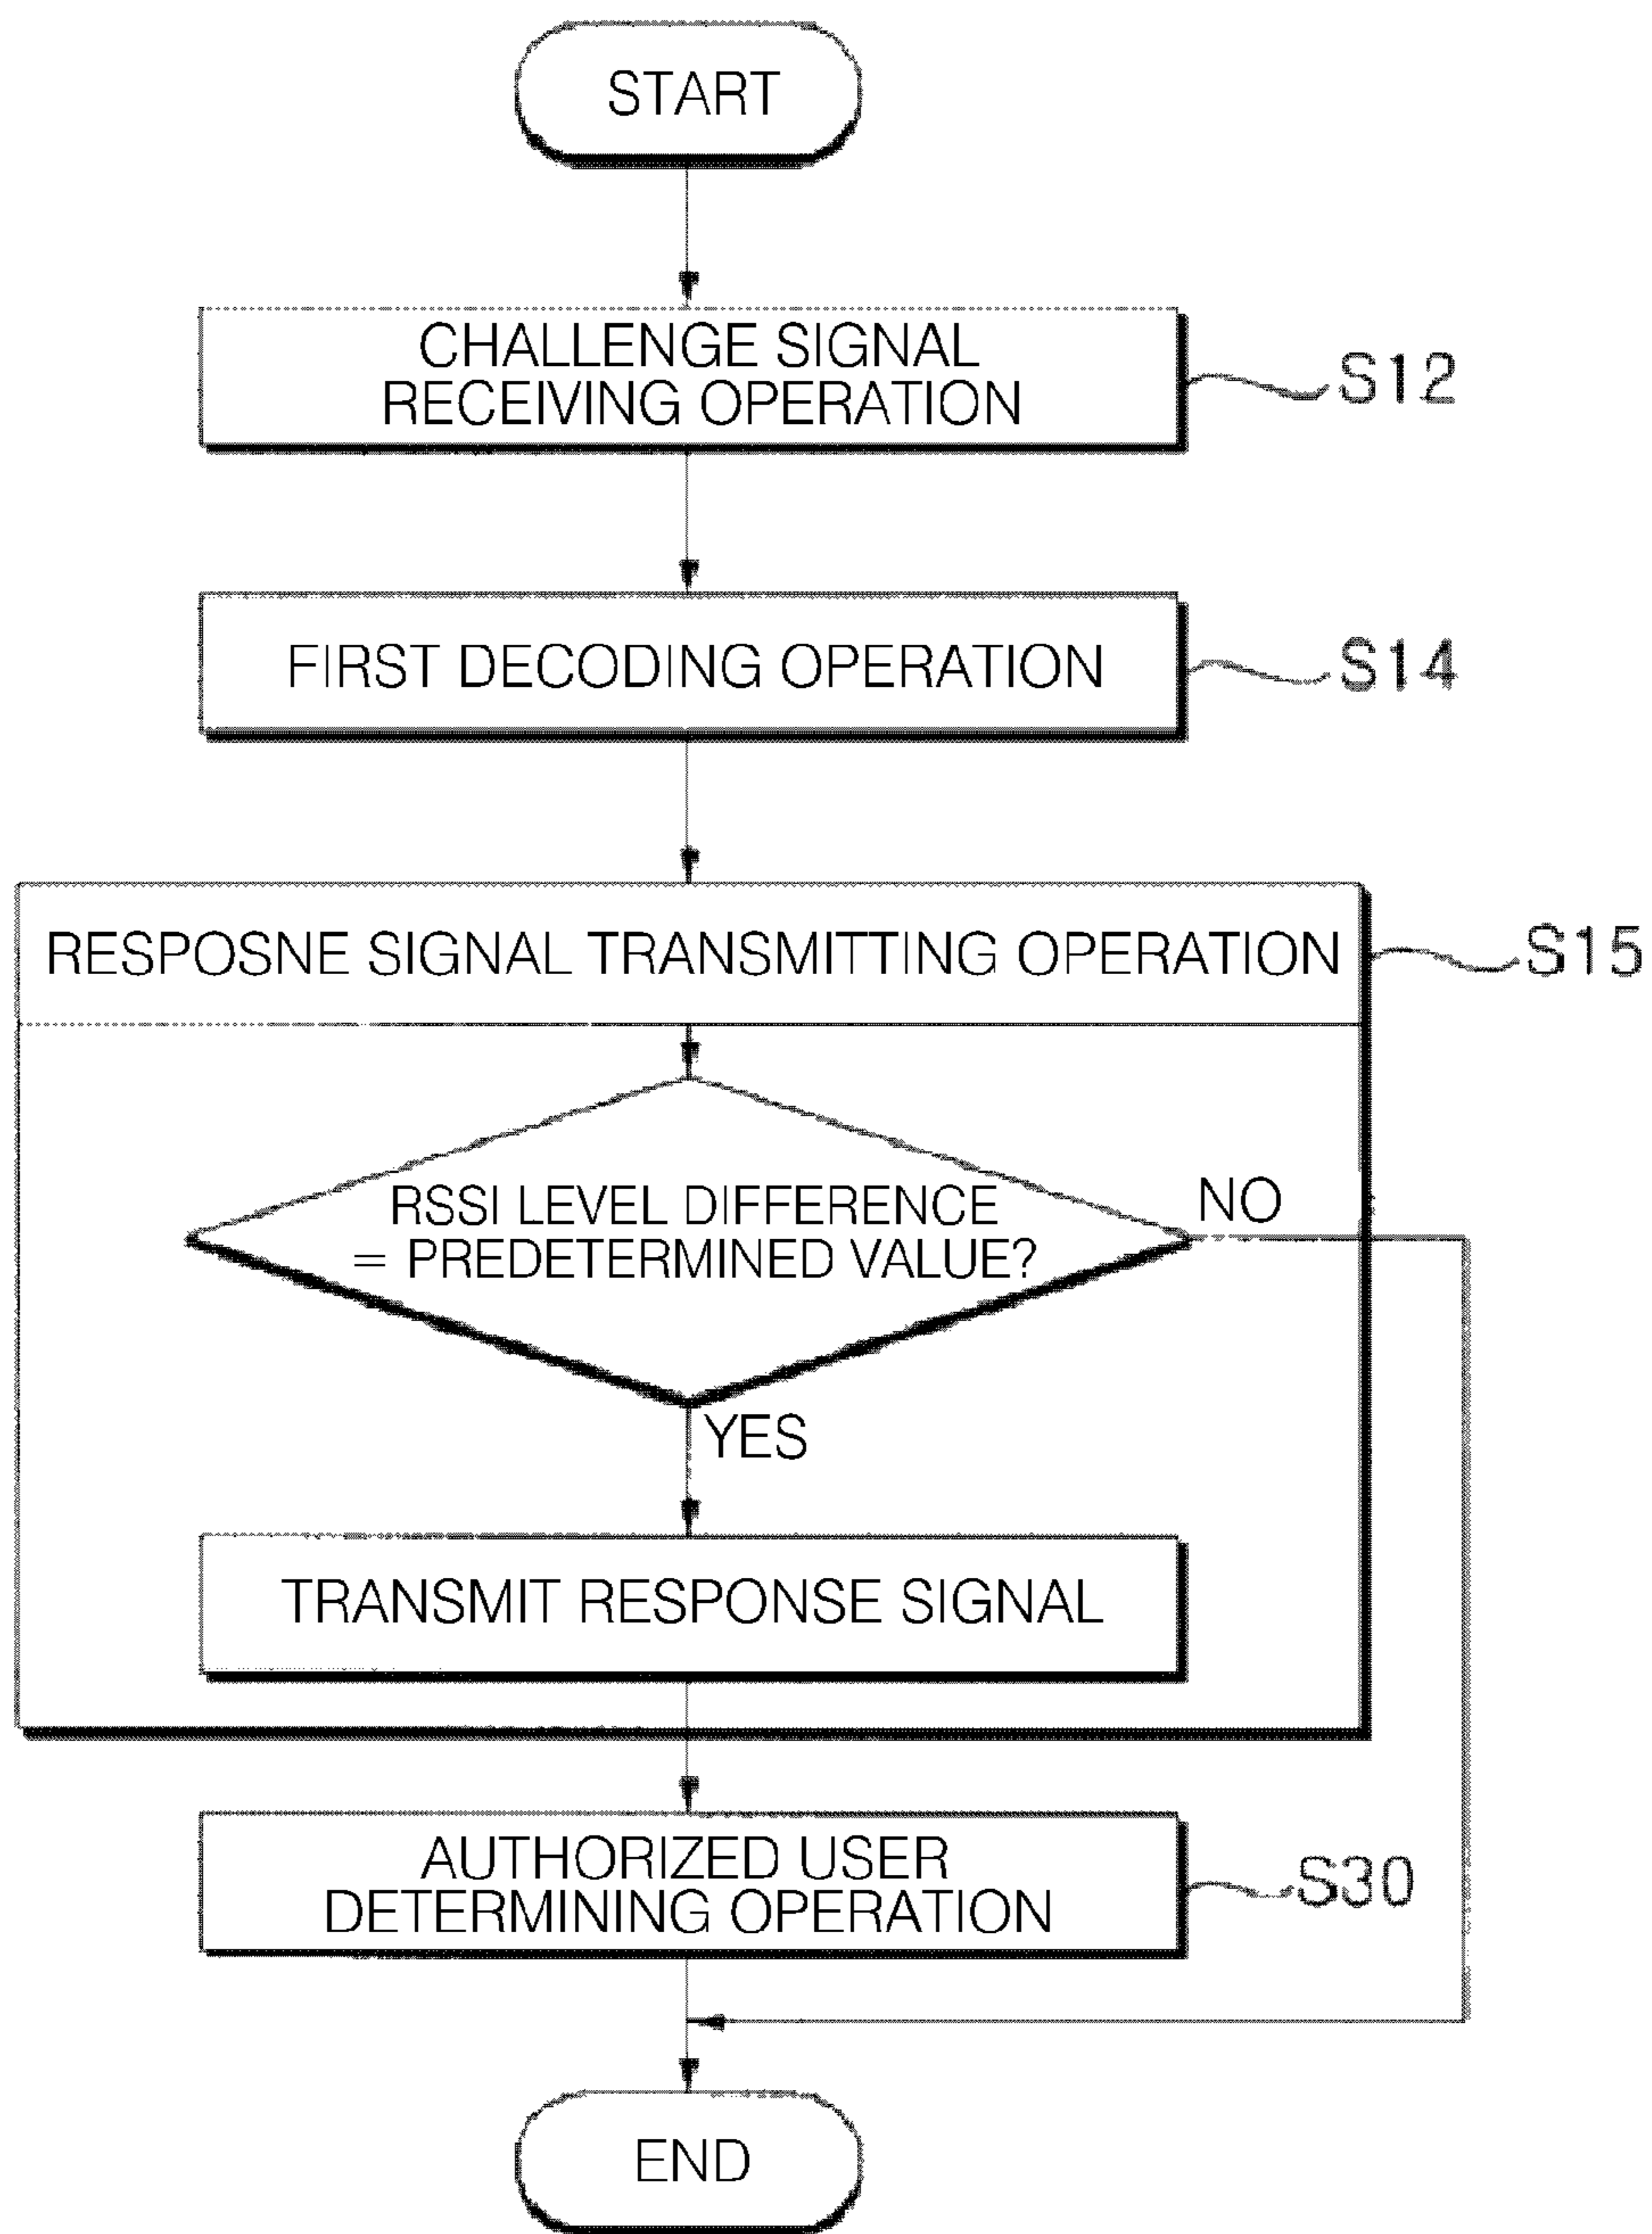 START
CHALLENGE SIGNAL
RECEIVING OPERATION
S12
FIRST DECODING OPERATION
S14
RESPOSNE SIGNAL TRANSMITTING OPERATION
S15
RSSI LEVEL DIFFERENCE
= PREDETERMINED VALUE?
NO
YES
TRANSMIT RESPONSE SIGNAL
AUTHORIZED USER
DETERMINING OPERATION
S30
END